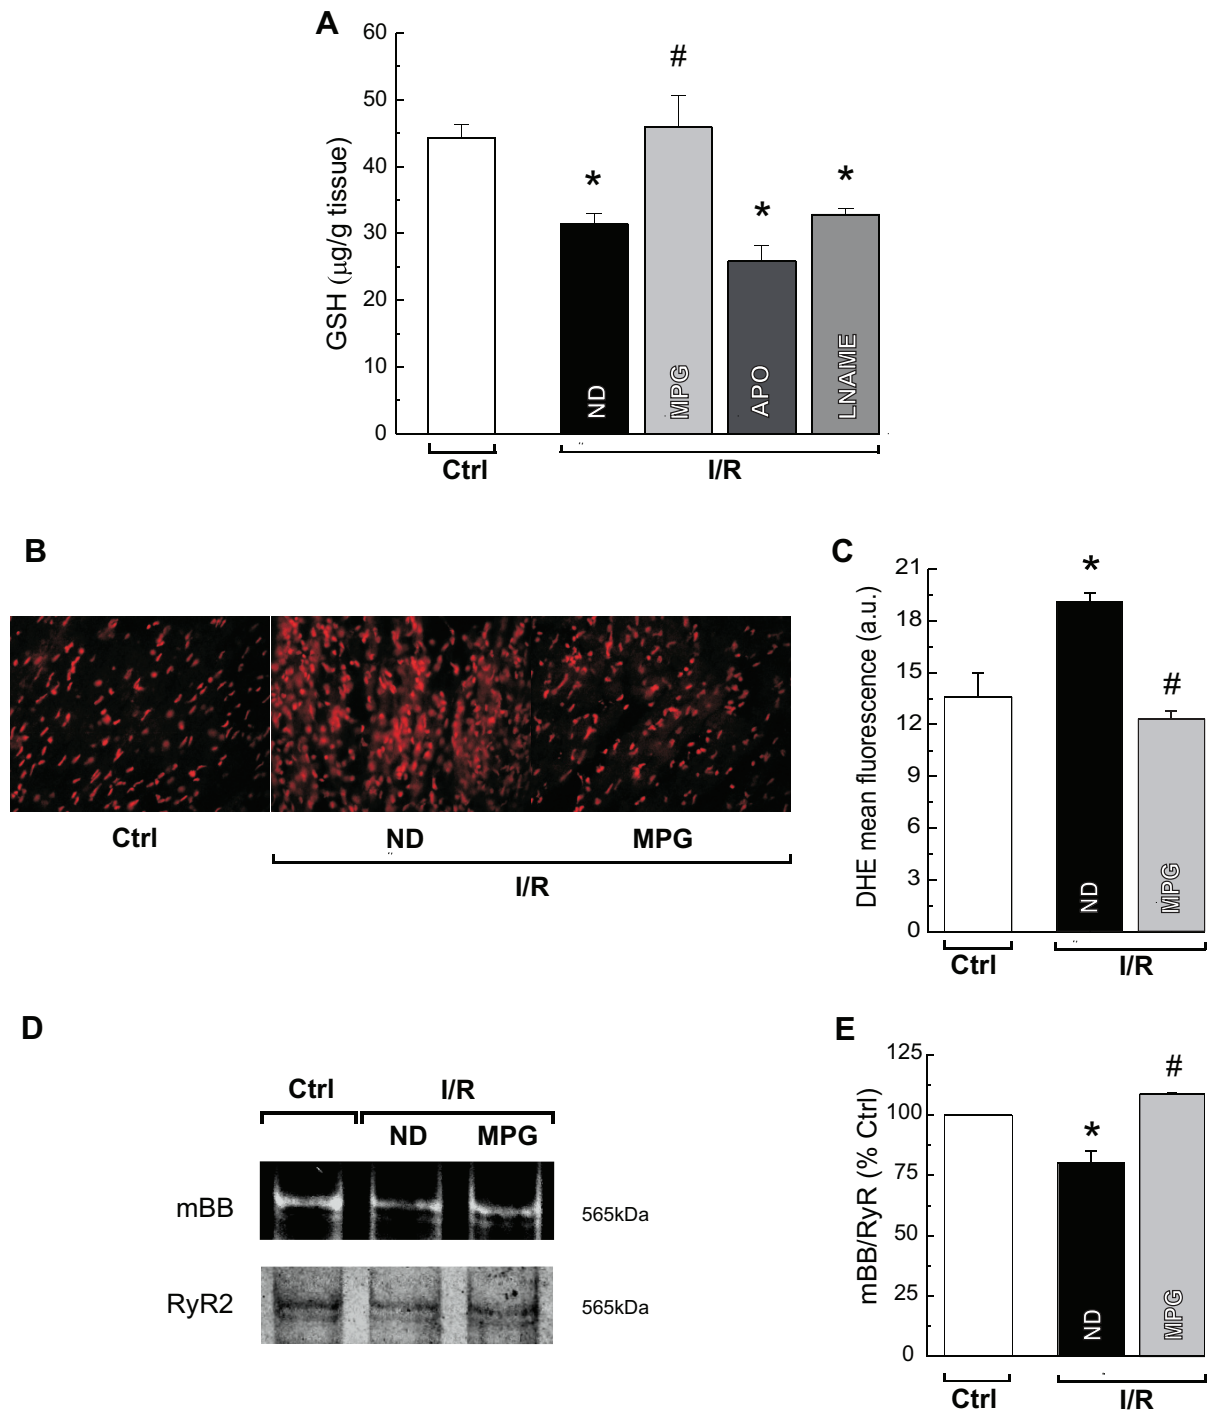 A
60
50
40
30
20
10
0
GSH (μg/g tissue)
*
#
*
*
ND
MPG
APO
LNAME
Ctrl
I/R
B
Ctrl
ND
MPG
I/R
C
21
18
15
12
9
6
3
0
DHE mean fluorescence (a.u.)
*
#
ND
MPG
Ctrl
I/R
D
Ctrl
I/R
ND
MPG
mBB
565kDa
RyR2
565kDa
E
125
100
75
50
25
0
mBB/RyR (% Ctrl)
*
#
ND
MPG
Ctrl
I/R